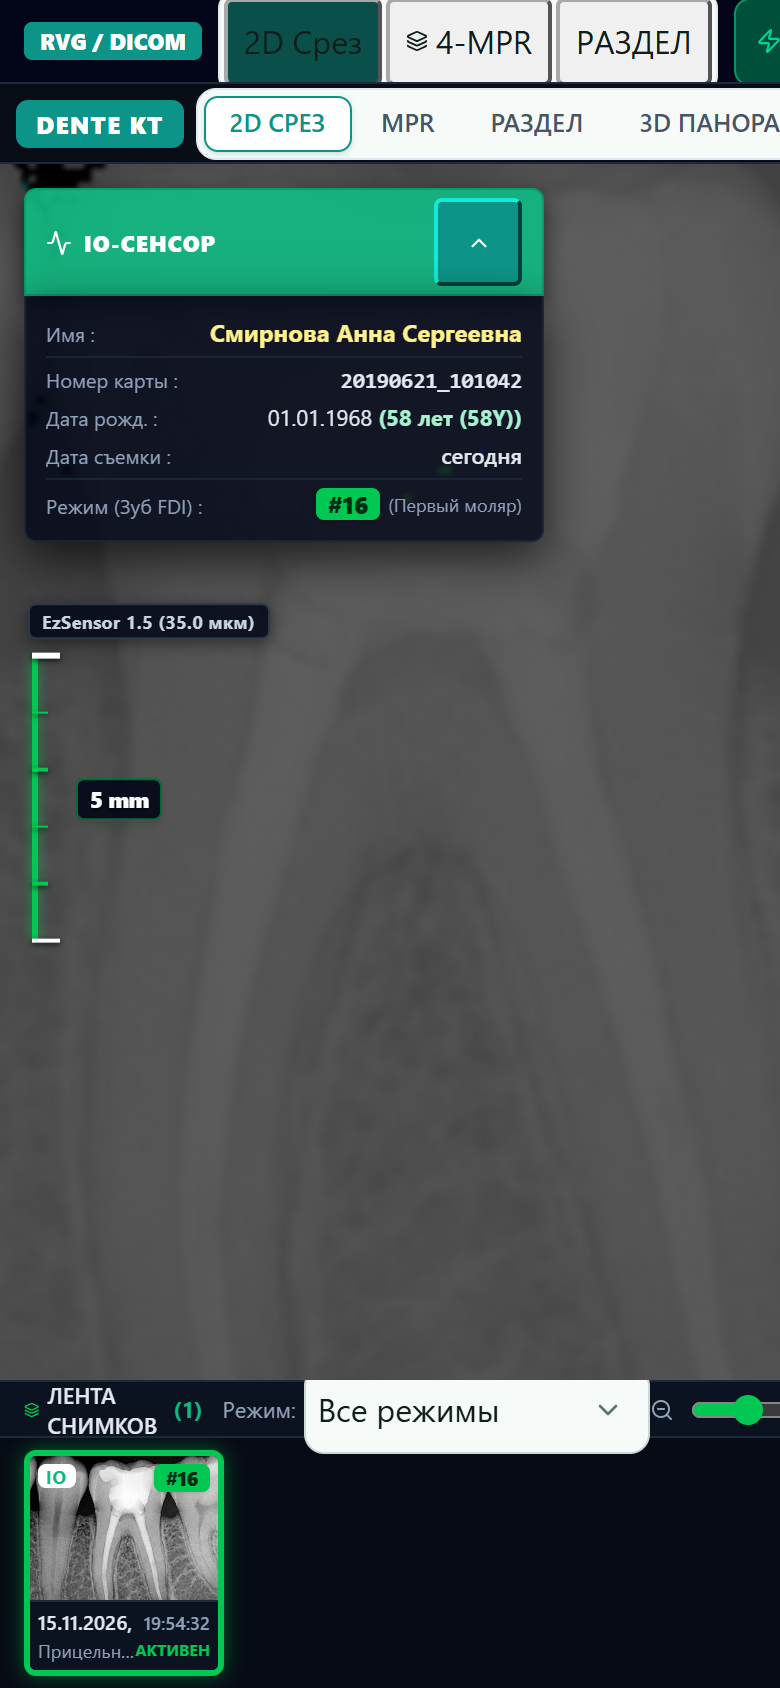 RVG / DICOM
2D Срез
4-MPR
РАЗДЕЛ
DENTE КТ
2D СРЕЗ
MPR
РАЗДЕЛ
3D ПАНОРА
IO-СЕНСОР
Имя :
Смирнова Анна Сергеевна
Номер карты :
20190621_101042
Дата рожд. :
01.01.1968 (58 лет (58Y))
Дата съемки :
сегодня
Режим (Зуб FDI) :
#16 (Первый моляр)
EzSensor 1.5 (35.0 мкм)
5 mm
ЛЕНТА
СНИМКОВ
(1)
Режим:
Все режимы
IO
#16
15.11.2026,
19:54:32
Прицельн...
АКТИВЕН